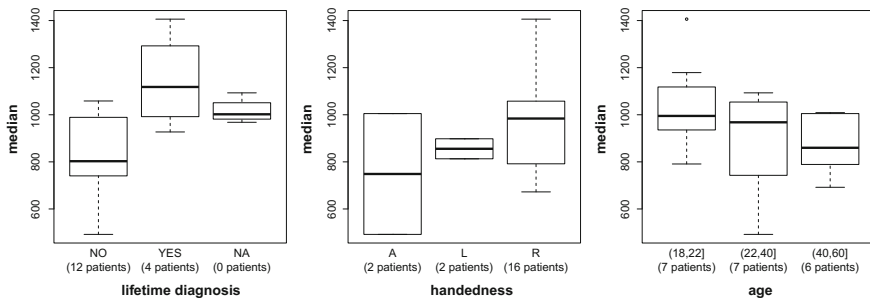 median
600 800 1000 1200 1400
NO YES NA
(12 patients) (4 patients) (0 patients)
lifetime diagnosis
median
600 800 1000 1200 1400
A L R
(2 patients) (2 patients) (16 patients)
handedness
median
600 800 1000 1200 1400
(18,22] (22,40] (40,60]
(7 patients) (7 patients) (6 patients)
age